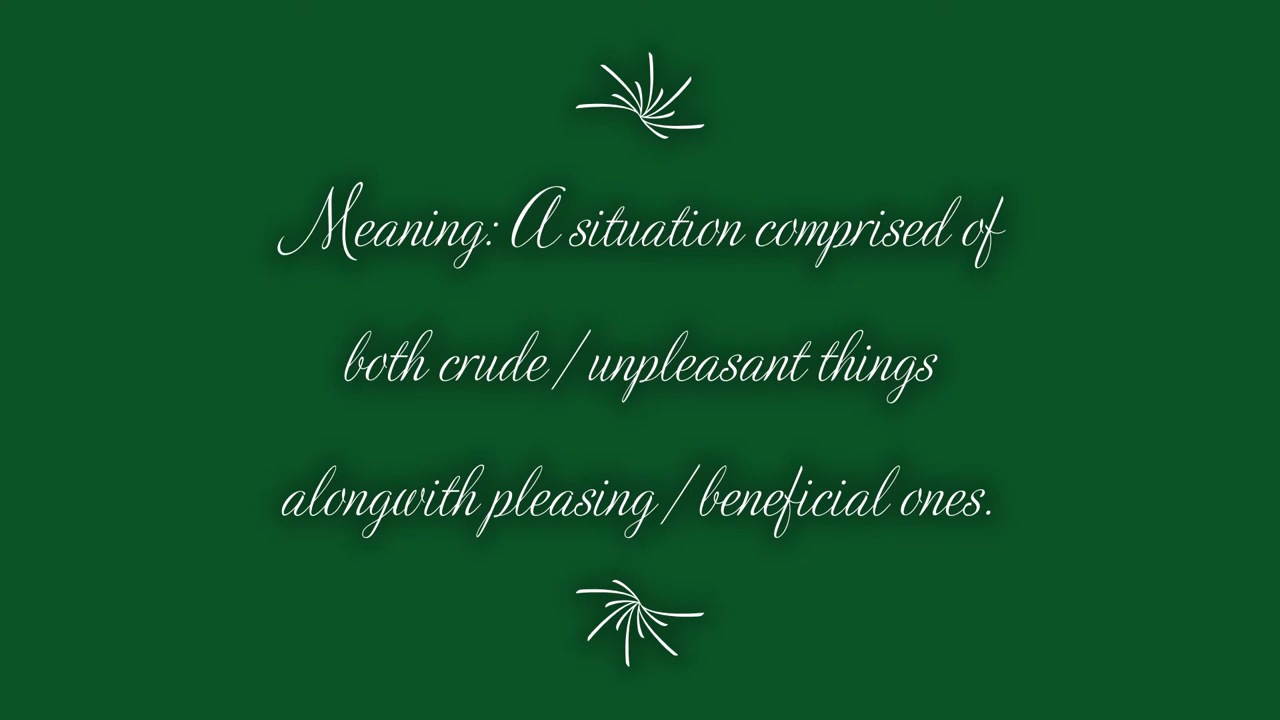 Meaning: A situation comprised of
both crude / unpleasant things
alongwith pleasing / beneficial ones.